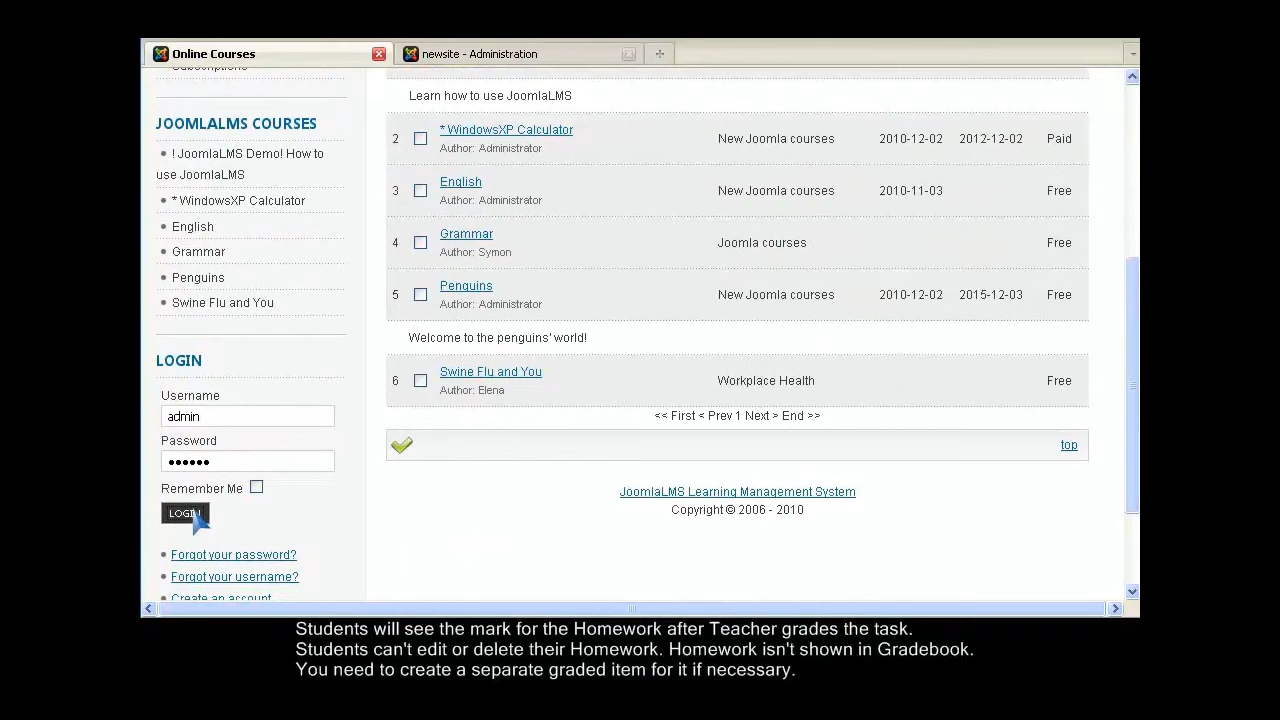 Online Courses
newsite - Administration
Subscriptions
JOOMLALMS COURSES
! JoomlaLMS Demo! How to
use JoomlaLMS
* WindowsXP Calculator
English
Grammar
Penguins
Swine Flu and You
LOGIN
Username
admin
Password
••••••
Remember Me
LOGIN
Forgot your password?
Forgot your username?
Create an account
Learn how to use JoomlaLMS
2 * WindowsXP Calculator New Joomla courses 2010-12-02 2012-12-02 Paid
Author: Administrator
3 English New Joomla courses 2010-11-03 Free
Author: Administrator
4 Grammar Joomla courses Free
Author: Symon
5 Penguins New Joomla courses 2010-12-02 2015-12-03 Free
Author: Administrator
Welcome to the penguins' world!
6 Swine Flu and You Workplace Health Free
Author: Elena
<< First < Prev 1 Next > End >>
top
JoomlaLMS Learning Management System
Copyright © 2006 - 2010
Students will see the mark for the Homework after Teacher grades the task.
Students can't edit or delete their Homework. Homework isn't shown in Gradebook.
You need to create a separate graded item for it if necessary.